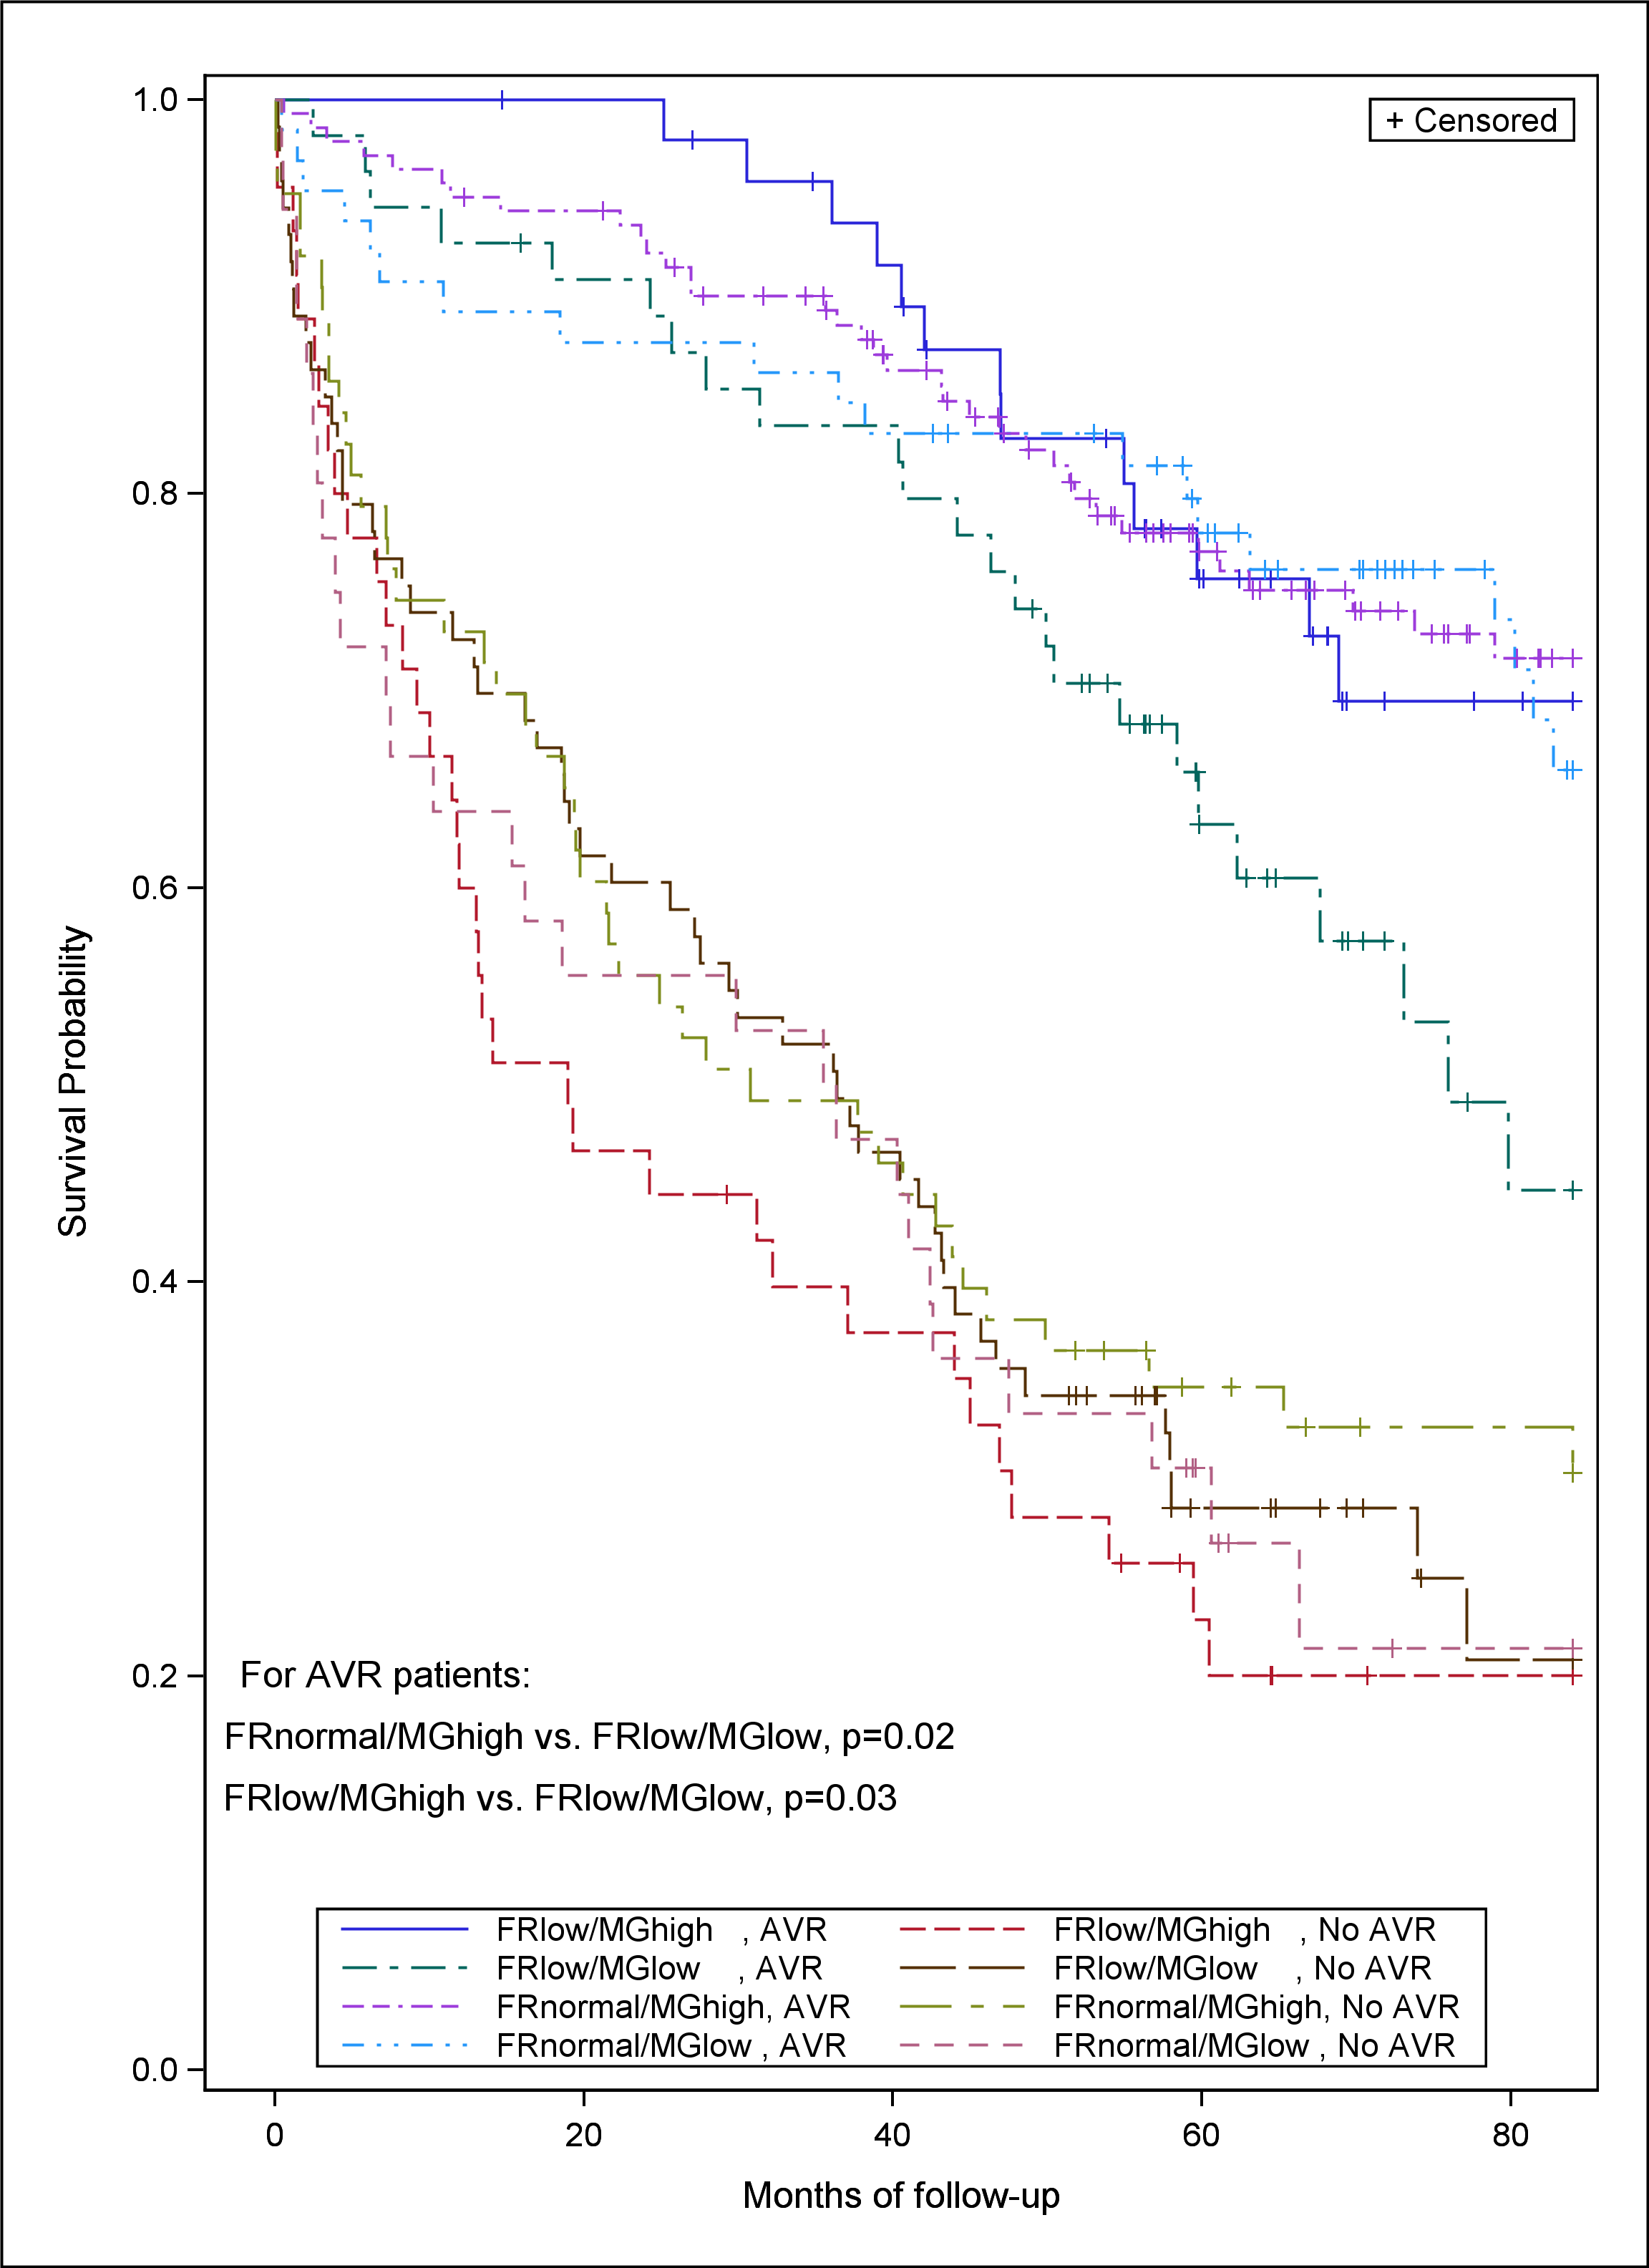 + Censored
1.0
0.8
0.6
0.4
0.2
0.0
Survival Probability
For AVR patients:
FRnormal/MGhigh vs. FRlow/MGlow, p=0.02
FRlow/MGhigh vs. FRlow/MGlow, p=0.03
FRlow/MGhigh , AVR
FRlow/MGhigh , No AVR
FRlow/MGlow , AVR
FRlow/MGlow , No AVR
FRnormal/MGhigh, AVR
FRnormal/MGhigh, No AVR
FRnormal/MGlow , AVR
FRnormal/MGlow , No AVR
0 20 40 60 80
Months of follow-up